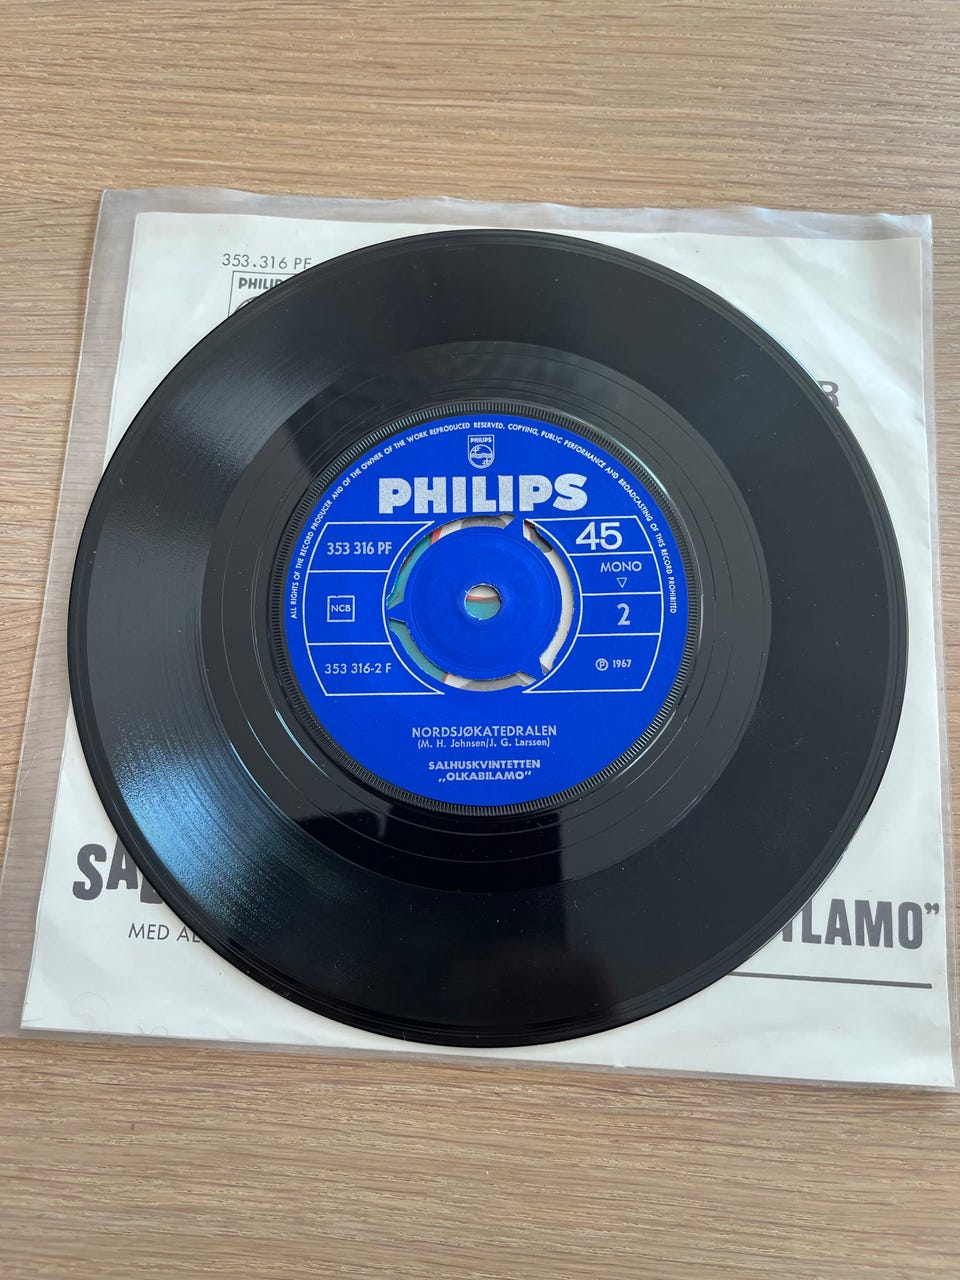 353.316 PF
PHILIPS
ALL RIGHTS OF THE RECORD PRODUCER AND OF THE OWNER OF THE WORK REPRODUCED RESERVED. COPYING, PUBLIC PERFORMANCE AND BROADCASTING OF THIS RECORD PROHIBITED
PHILIPS
PHILIPS
353 316 PF
45
MONO
NCB
2
353 316-2 F
Ⓟ 1967
NORDSJØKATEDRALEN
(M. H. Johnsen/J. G. Larssen)
SALHUSKVINTETTEN
„OLKABILAMO”
MED
ILAMO”